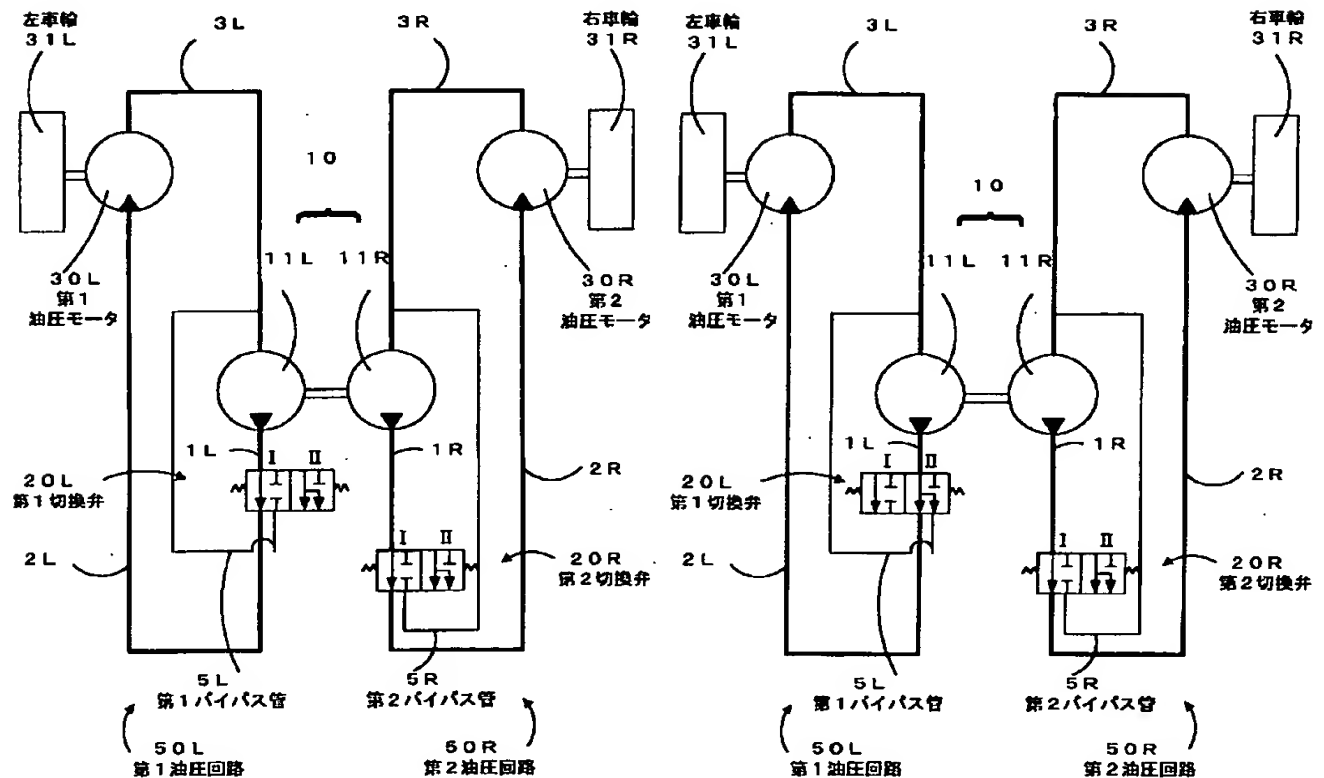 左車輪
31L
3L
3R
右車輪
31R
10
11L
11R
30L
第1
油圧モータ
30R
第2
油圧モータ
1L
I
II
1R
20L
第1切換弁
2R
I
II
2L
20R
第2切換弁
5L
第1バイパス管
5R
第2バイパス管
50L
第1油圧回路
50R
第2油圧回路
左車輪
31L
3L
3R
右車輪
31R
10
11L
11R
30L
第1
油圧モータ
30R
第2
油圧モータ
1L
I
II
1R
20L
第1切換弁
2R
I
II
2L
20R
第2切換弁
5L
第1バイパス管
5R
第2バイパス管
50L
第1油圧回路
50R
第2油圧回路